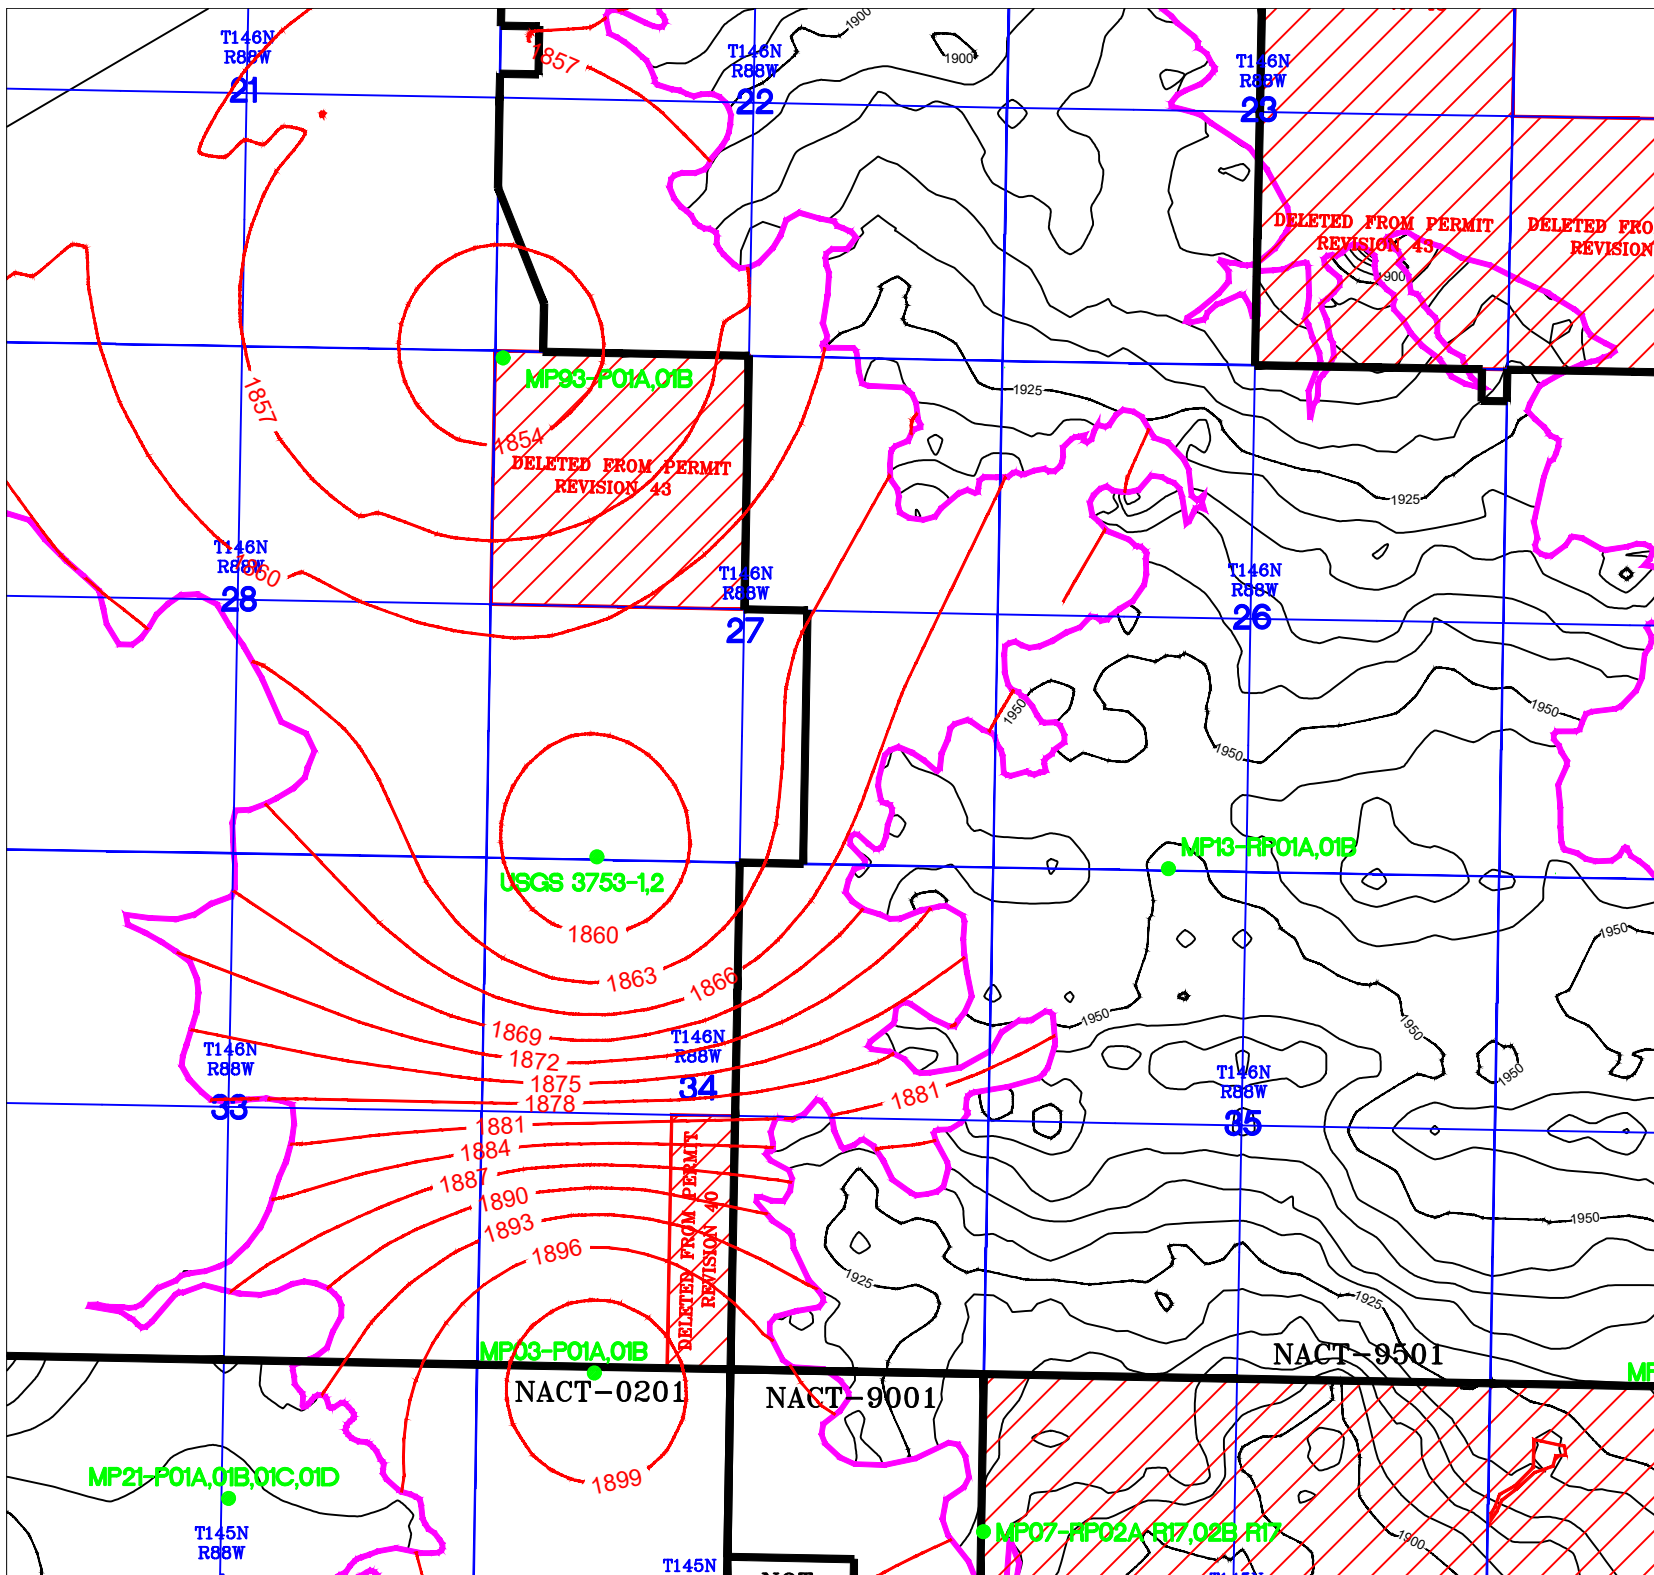 1900
T146N
R88W
21
1857
T146N
R88W
22
1900
T146N
R88W
23
DELETED FROM PERMIT
REVISION 43
DELETED FRO
REVISION
1900
MP93-P01A,01B
1857
1925
1854
DELETED FROM PERMIT
REVISION 43
1925
T146N
R88W
28
1860
T146N
R88W
27
T146N
R88W
26
1950
1950
1950
MP13-RP01A,01B
USGS 3753-1,2
1860
1950
1863
1866
1950
1950
1869
1872
1875
1878
T146N
R88W
33
T146N
R88W
34
1881
T146N
R88W
35
1950
1881
1884
1887
1890
1893
1896
DELETED FROM PERMIT
REVISION 40
1950
1925
1925
MP03-P01A,01B
NACT-0201
NACT-9001
NACT-9501
MP
1899
MP21-P01A,01B,01C,01D
T145N
R88W
MP07-RP02A R17,02B R17
1900
T145N